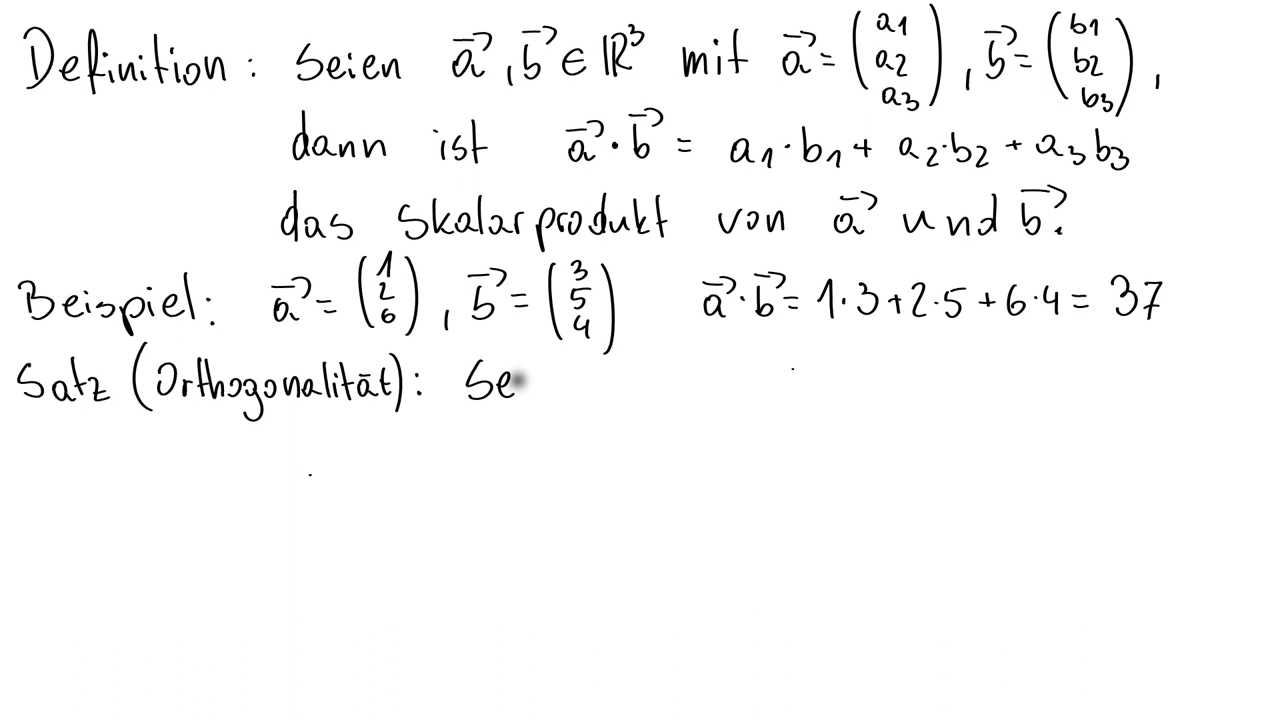 Definition: Seien a⃗, b⃗ ∈ ℝ³ mit a⃗ = (a1 a2 a3), b⃗ = (b1 b2 b3),
dann ist a⃗ · b⃗ = a1 · b1 + a2 · b2 + a3 b3
das Skalarprodukt von a⃗ und b⃗.
Beispiel: a⃗ = (1 2 6), b⃗ = (3 5 4) a⃗ · b⃗ = 1·3 + 2·5 + 6·4 = 37
Satz (Orthogonalität): Se